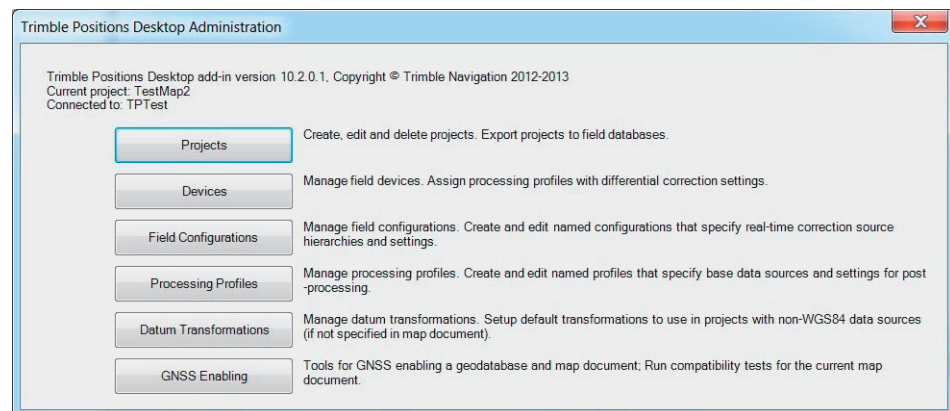 Trimble Positions Desktop Administration
Trimble Positions Desktop add-in version 10.2.0.1, Copyright © Trimble Navigation 2012-2013
Current project: TestMap2
Connected to: TPTest
Projects
Create, edit and delete projects. Export projects to field databases.
Devices
Manage field devices. Assign processing profiles with differential correction settings.
Field Configurations
Manage field configurations. Create and edit named configurations that specify real-time correction source
hierarchies and settings.
Processing Profiles
Manage processing profiles. Create and edit named profiles that specify base data sources and settings for post
-processing.
Datum Transformations
Manage datum transformations. Setup default transformations to use in projects with non-WGS84 data sources
(if not specified in map document).
GNSS Enabling
Tools for GNSS enabling a geodatabase and map document; Run compatibility tests for the current map
document.